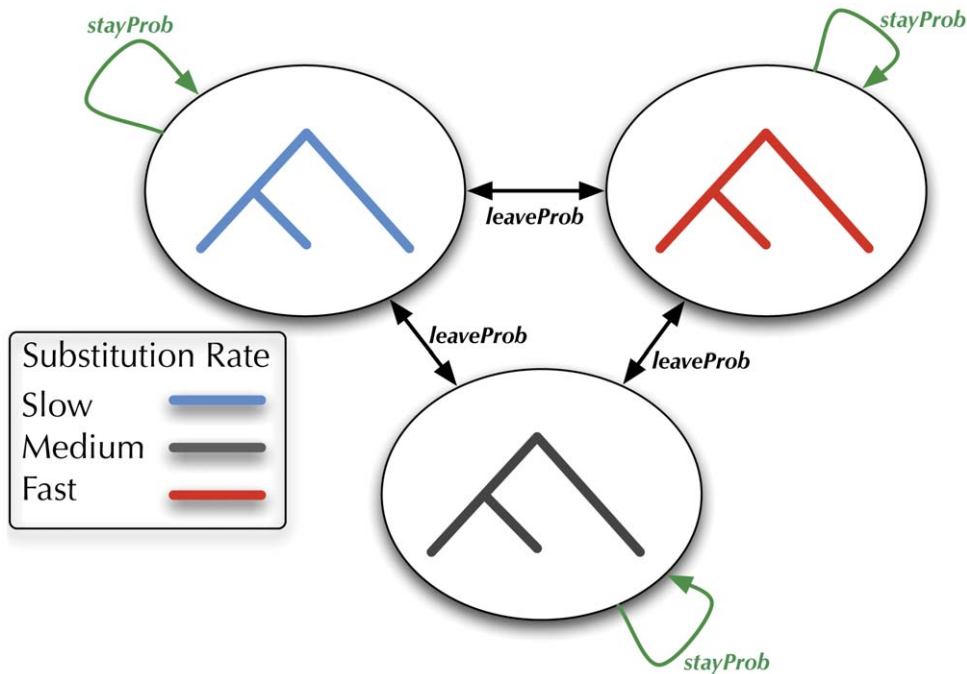 stayProb
stayProb
leaveProb
leaveProb
leaveProb
Substitution Rate
Slow
Medium
Fast
stayProb